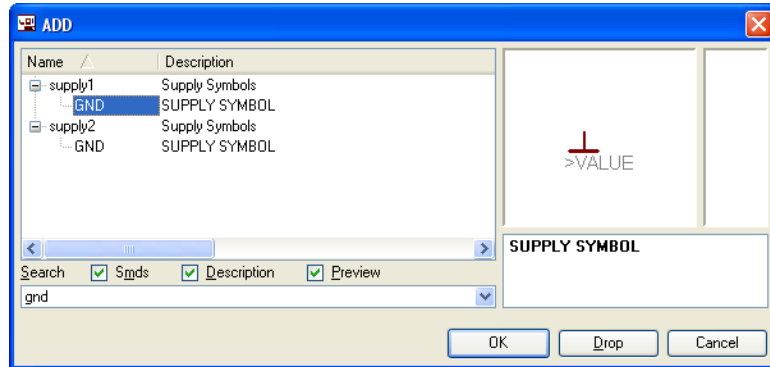 ADD
Name Description
supply1 Supply Symbols
GND SUPPLY SYMBOL
supply2 Supply Symbols
GND SUPPLY SYMBOL
>VALUE
SUPPLY SYMBOL
Search Smds Description Preview
gnd
OK Drop Cancel